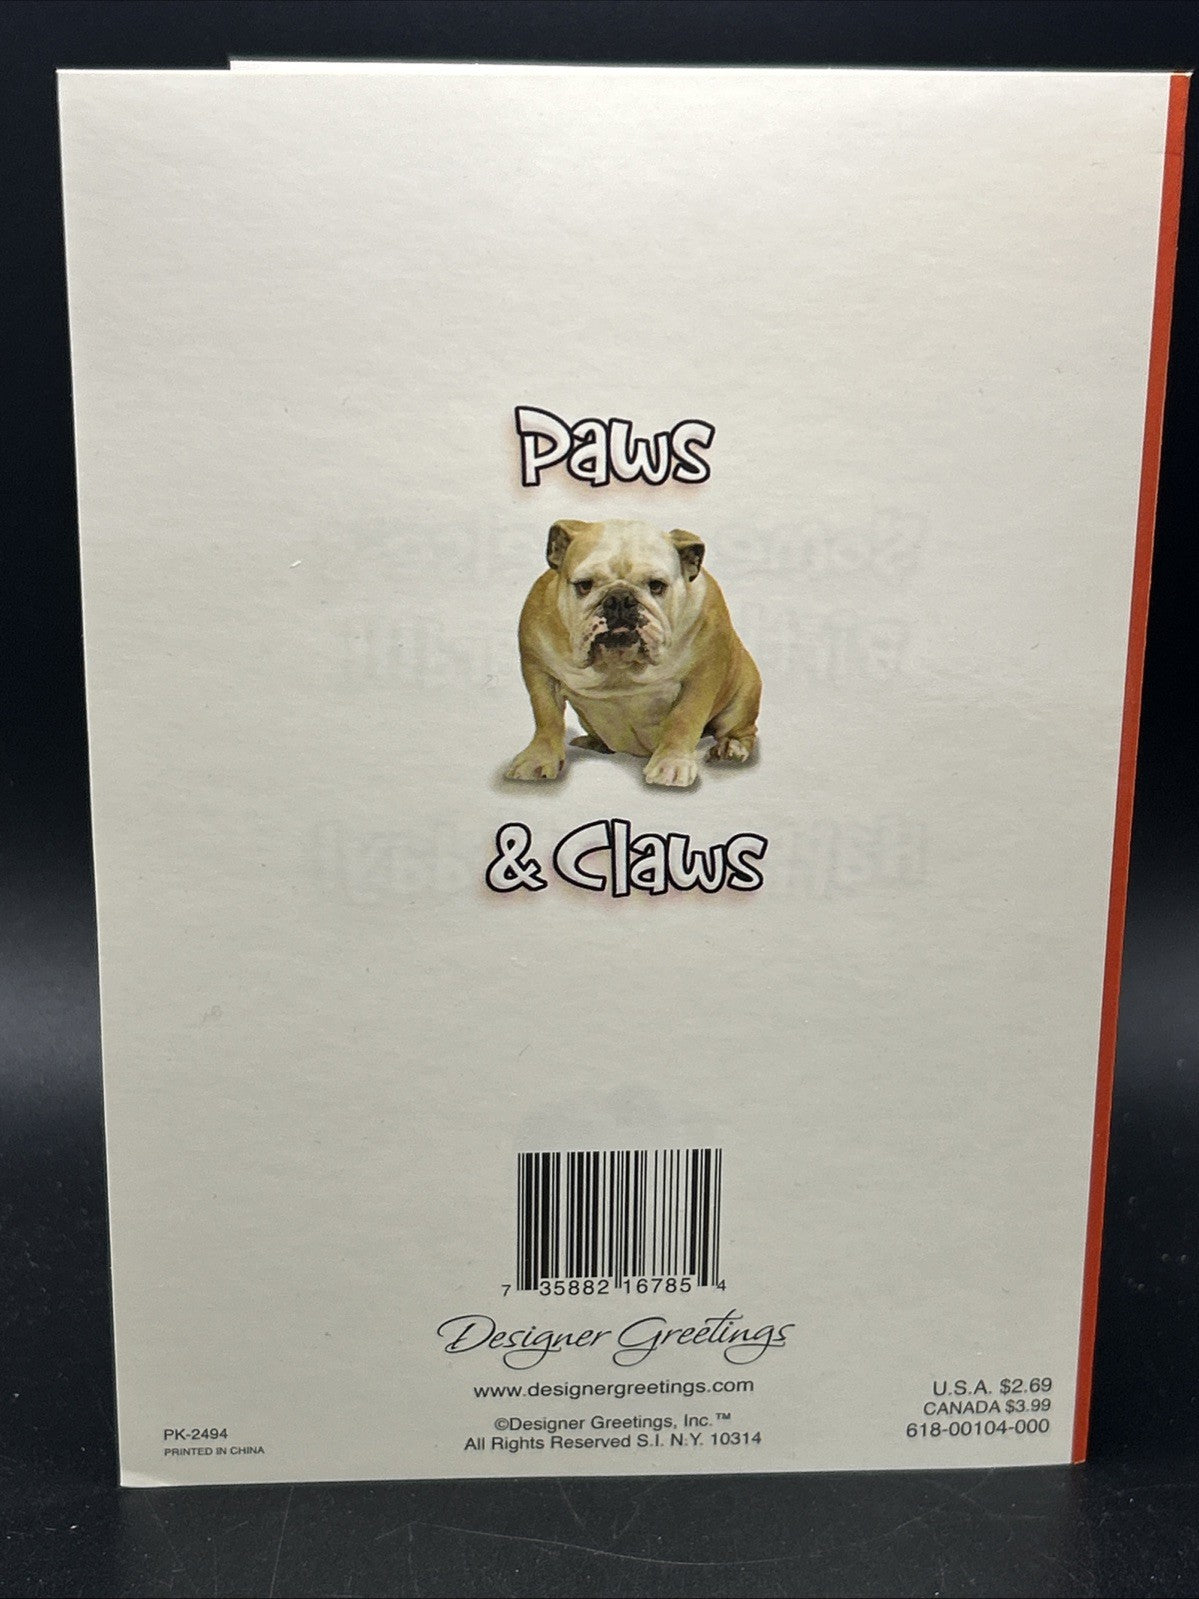 Paws
& Claws
7 35882 16785 4
Designer Greetings
www.designergreetings.com
©Designer Greetings, Inc.™
All Rights Reserved S.I. N.Y. 10314
PK-2494
PRINTED IN CHINA
U.S.A. $2.69
CANADA $3.99
618-00104-000